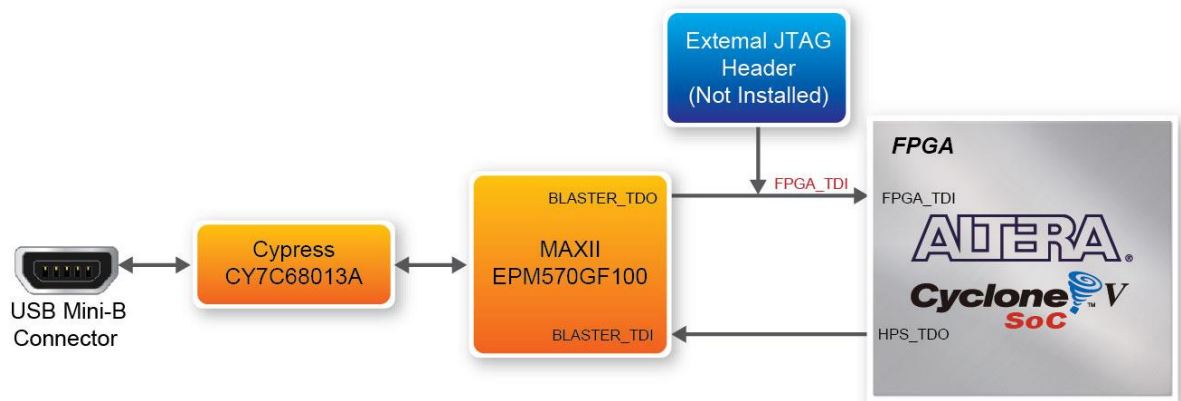 External JTAG
Header
(Not Installed)
FPGA
FPGA_TDI
BLASTER_TDO
FPGA_TDI
ALTERA®
Cypress
CY7C68013A
MAXII
EPM570GF100
Cyclone™ V
SoC
USB Mini-B
Connector
BLASTER_TDI
HPS_TDO